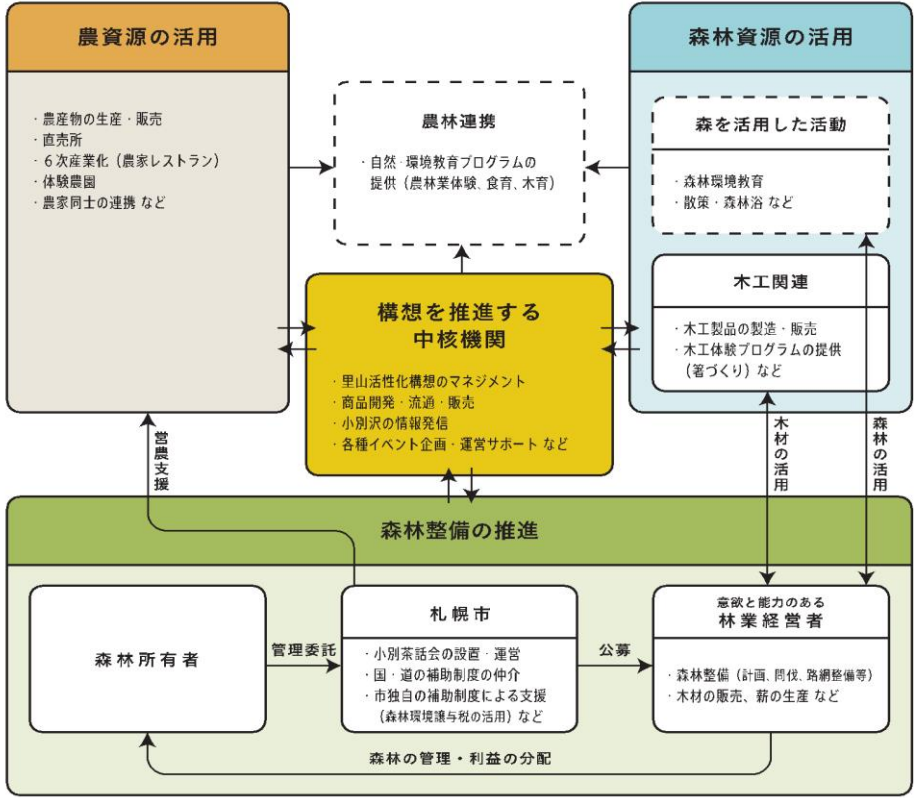 農資源の活用
・農産物の生産・販売
・直売所
・6次産業化（農家レストラン）
・体験農園
・農家同士の連携 など
農林連携
・自然・環境教育プログラムの
提供（農林業体験、食育、木育）
森林資源の活用
森を活用した活動
・森林環境教育
・散策・森林浴 など
木工関連
・木工製品の製造・販売
・木工体験プログラムの提供
（箸づくり）など
構想を推進する
中核機関
・里山活性化構想のマネジメント
・商品開発・流通・販売
・小別沢の情報発信
・各種イベント企画・運営サポート など
営農支援
木材の活用
森林の活用
森林整備の推進
森林所有者
管理委託
札幌市
・小別茶話会の設置・運営
・国・道の補助制度の仲介
・市独自の補助制度による支援
（森林環境譲与税の活用）など
公募
意欲と能力のある
林業経営者
・森林整備（計画、間伐、路網整備等）
・木材の販売、薪の生産 など
森林の管理・利益の分配